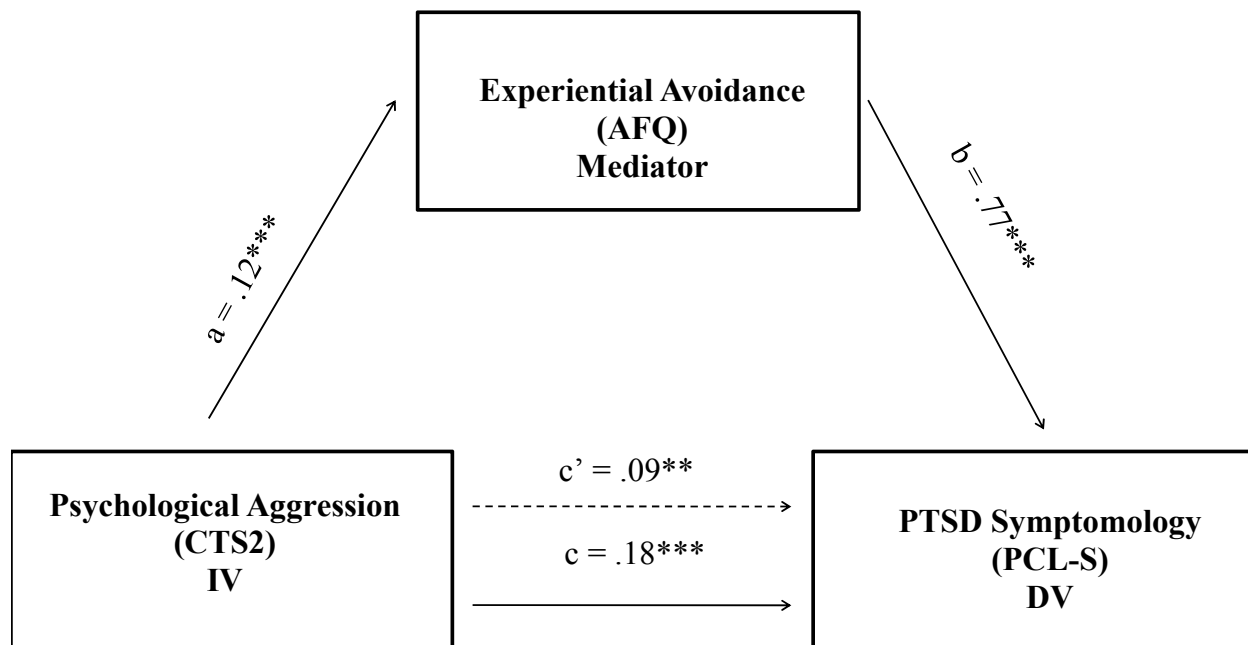 Experiential Avoidance
(AFQ)
Mediator
a = .12***
b = .77***
Psychological Aggression
(CTS2)
IV
c’ = .09**
c = .18***
PTSD Symptomology
(PCL-S)
DV